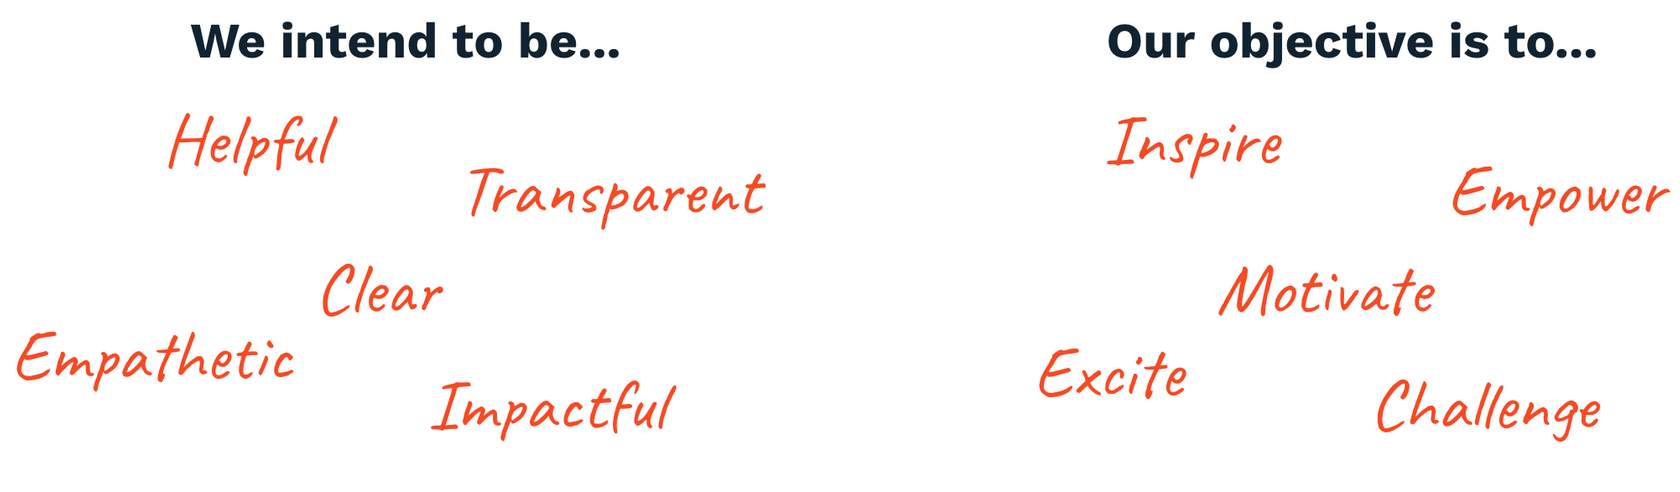 We intend to be...
Helpful
Transparent
Clear
Empathetic
Impactful
Our objective is to...
Inspire
Empower
Motivate
Excite
Challenge